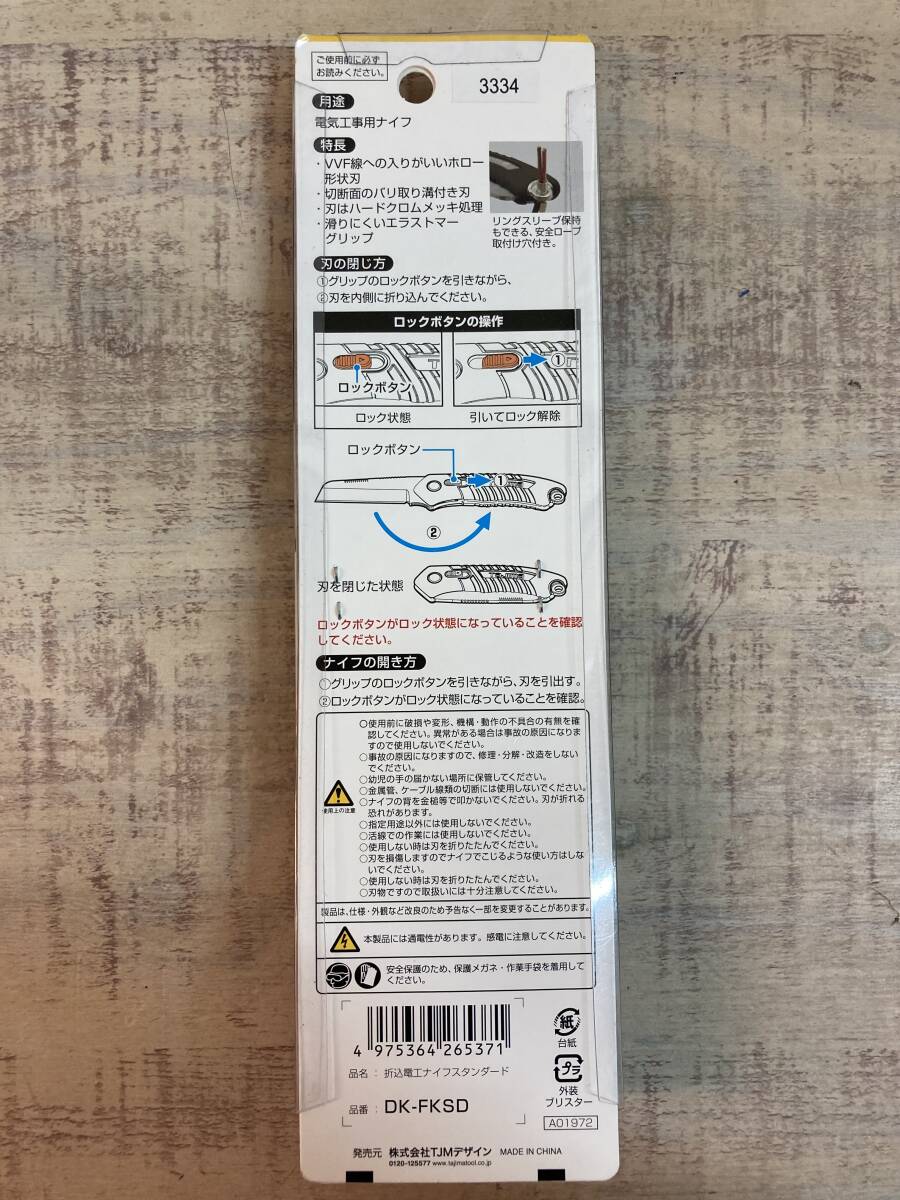 ご使用前に必ず
お読みください。
3334
用途
電気工事用ナイフ
特長
・VVF線への入りがいいホロー
形状刃
・切断面のバリ取り溝付き刃
・刃はハードクロムメッキ処理
・滑りにくいエラストマー
グリップ
リングスリーブ保持
もできる、安全ロープ
取付け穴付き。
刃の閉じ方
①グリップのロックボタンを引きながら、
②刃を内側に折り込んでください。
ロックボタンの操作
①
ロックボタン
ロック状態
引いてロック解除
ロックボタン
①
②
刃を閉じた状態
ロックボタンがロック状態になっていることを確認
してください。
ナイフの開き方
①グリップのロックボタンを引きながら、刃を引出す。
②ロックボタンがロック状態になっていることを確認。
○使用前に破損や変形、機構・動作の不具合の有無を確
認してください。異常がある場合は事故の原因になりま
すので使用しないでください。
○事故の原因になりますので、修理・分解・改造をしない
でください。
○幼児の手の届かない場所に保管してください。
○金属管、ケーブル線類の切断には使用しないでください。
○ナイフの背を金槌等で叩かないでください。刃が折れる
恐れがあります。
○指定用途以外には使用しないでください。
○活線での作業には使用しないでください。
○使用しない時は刃を折りたたんでください。
○刃を損傷しますのでナイフでこじるような使い方はしな
いでください。
○使用しない時は刃を折りたたんでください。
○刃物ですので取扱いには十分注意してください。
使用上の注意
製品は、仕様・外観など改良のため予告なく一部を変更することがあります。
本製品には通電性があります。感電に注意してください。
安全保護のため、保護メガネ・作業手袋を着用して
ください。
4 975364 265371
品名：折込電工ナイフスタンダード
品番：DK-FKSD
紙
台紙
プラ
外装
ブリスター
A01972
発売元 株式会社TJMデザイン MADE IN CHINA
0120-125577 www.tajimatool.co.jp